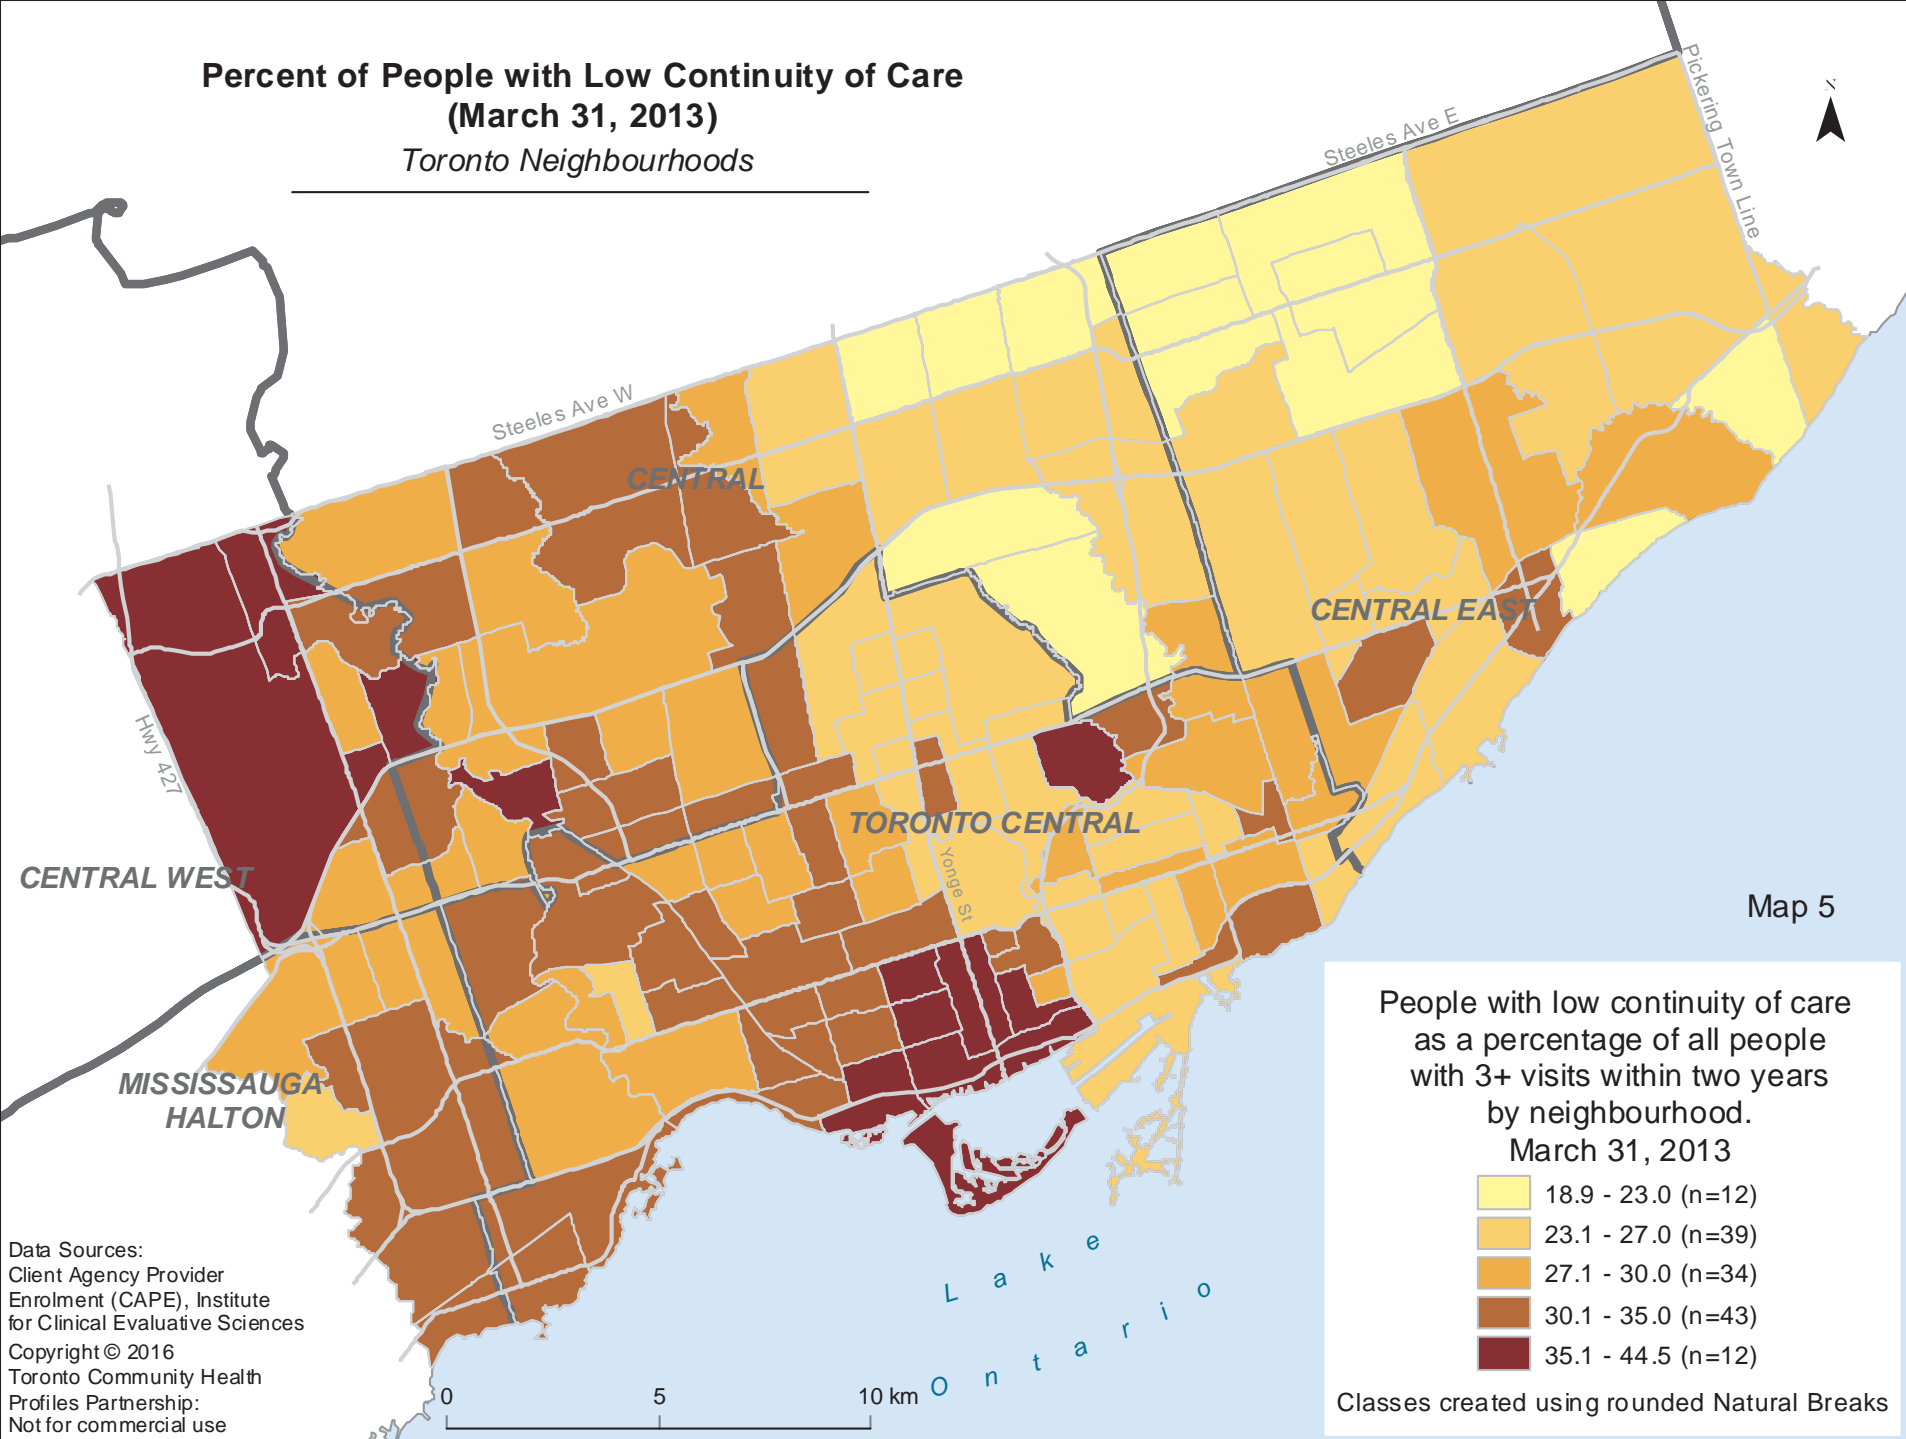 Percent of People with Low Continuity of Care
(March 31, 2013)
Toronto Neighbourhoods
N
Steeles Ave E
Pickering Town Line
Steeles Ave W
CENTRAL
CENTRAL EAST
Hwy 427
TORONTO CENTRAL
Yonge St
CENTRAL WEST
Map 5
MISSISSAUGA
HALTON
People with low continuity of care
as a percentage of all people
with 3+ visits within two years
by neighbourhood.
March 31, 2013
18.9 - 23.0 (n=12)
23.1 - 27.0 (n=39)
27.1 - 30.0 (n=34)
30.1 - 35.0 (n=43)
35.1 - 44.5 (n=12)
Classes created using rounded Natural Breaks
Lake
Ontario
Data Sources:
Client Agency Provider
Enrolment (CAPE), Institute
for Clinical Evaluative Sciences
Copyright © 2016
Toronto Community Health
Profiles Partnership:
Not for commercial use
0 5 10 km